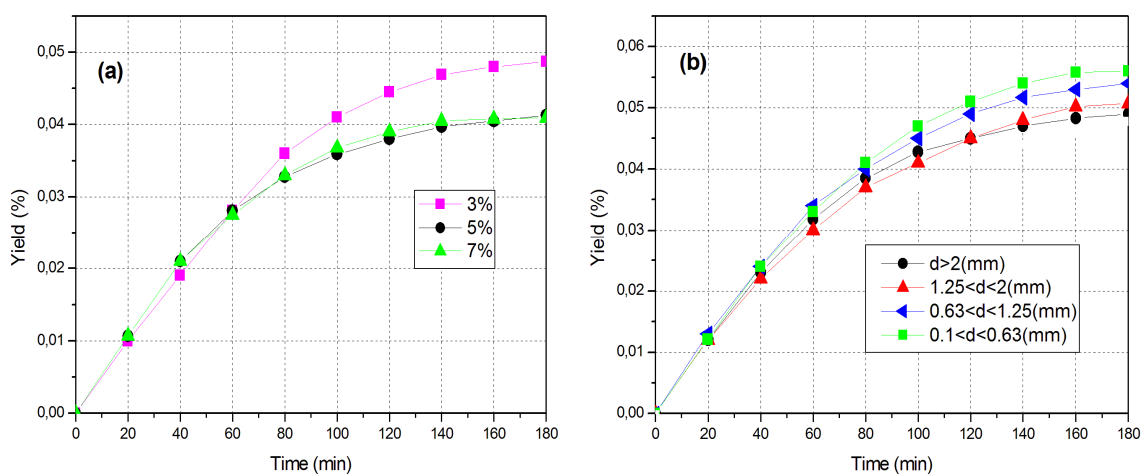 (a)
0,05
0,04
0,03
0,02
0,01
0,00
Yield (%)
3%
5%
7%
0 20 40 60 80 100 120 140 160 180
Time (min)
(b)
0,06
0,05
0,04
0,03
0,02
0,01
0,00
Yield (%)
d>2(mm)
1.25<d<2(mm)
0.63<d<1.25(mm)
0.1<d<0.63(mm)
0 20 40 60 80 100 120 140 160 180
Time (min)